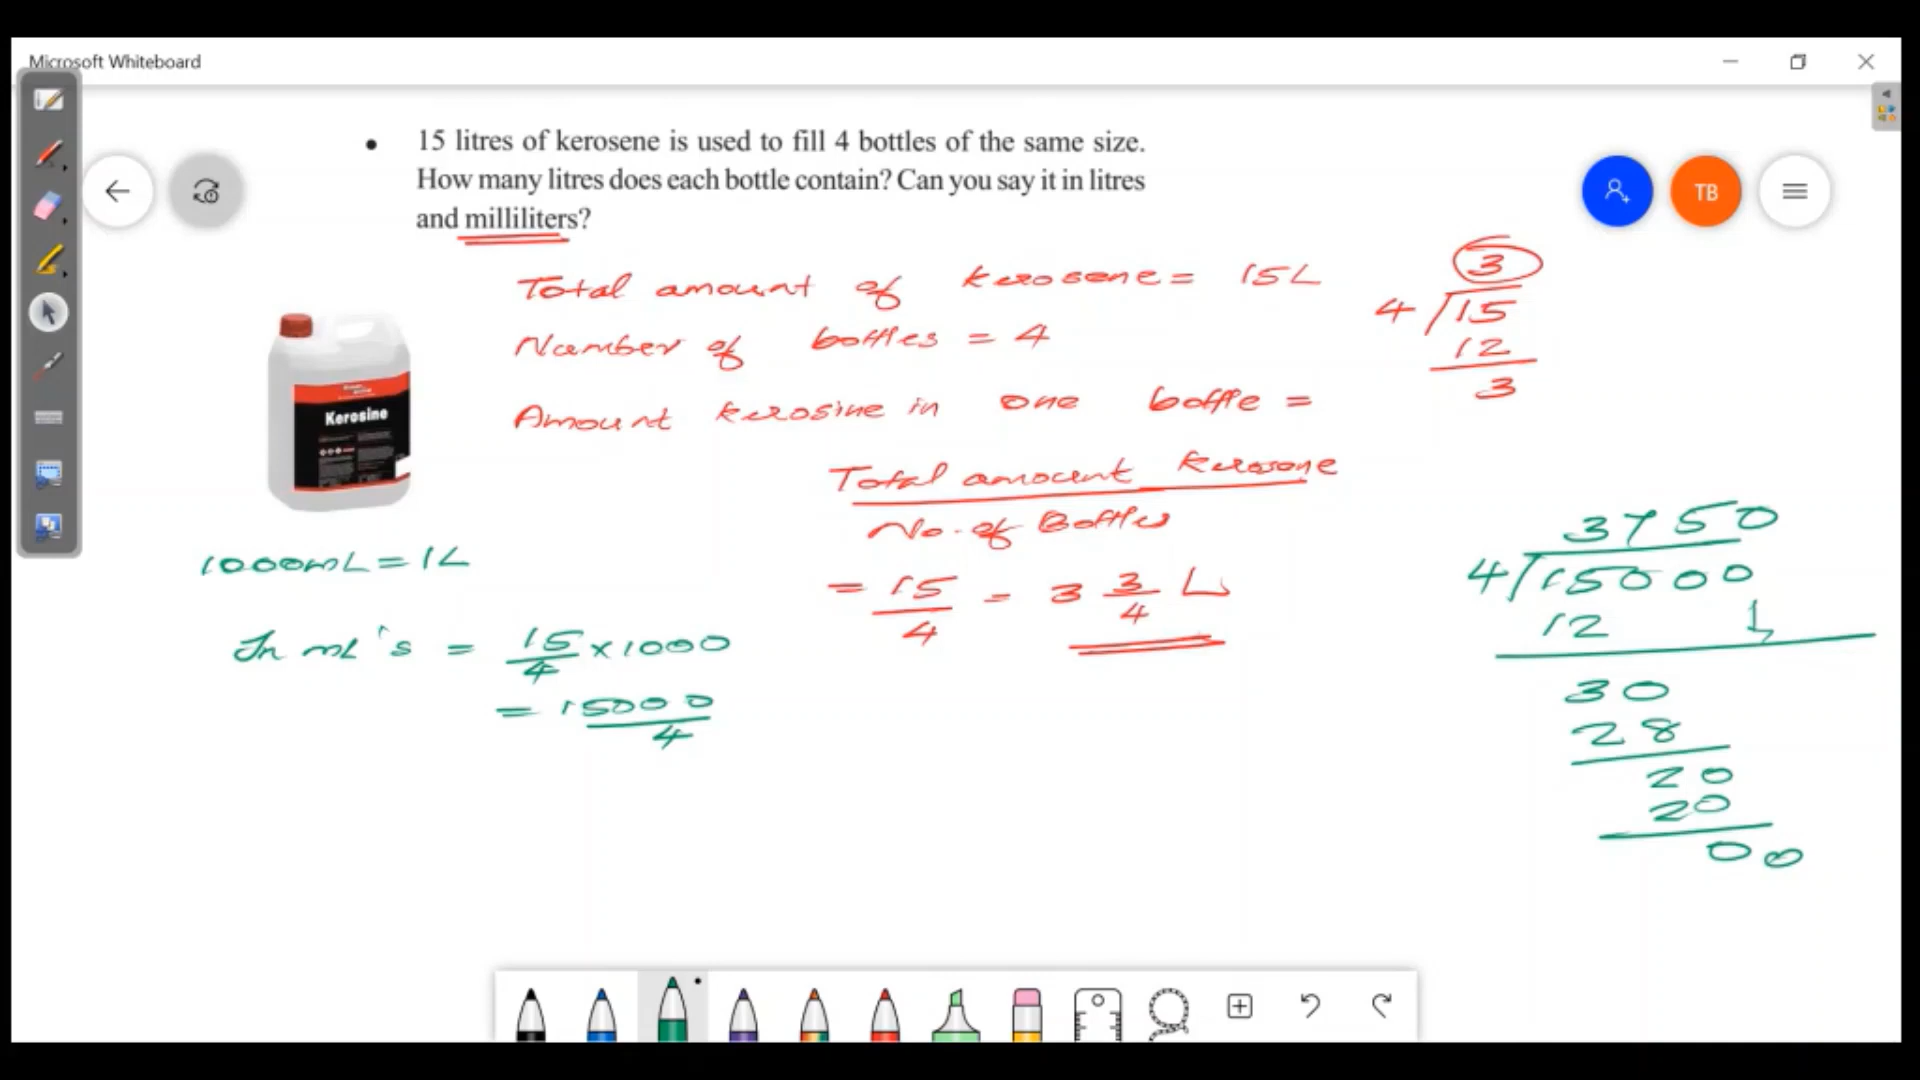 Microsoft Whiteboard
• 15 litres of kerosene is used to fill 4 bottles of the same size.
How many litres does each bottle contain? Can you say it in litres
and milliliters?
TB
Total amount of kerosene = 15L
Number of bottles = 4
Amount kerosine in one bottle =
Total amount kerosene
No. of Bottles
= 15/4 = 3 3/4 L
3
4 15
12
3
Kerosine
1000mL = 1L
In mL's = 15/4 × 1000
= 15000/4
3750
4 15000
12
30
28
20
20
00